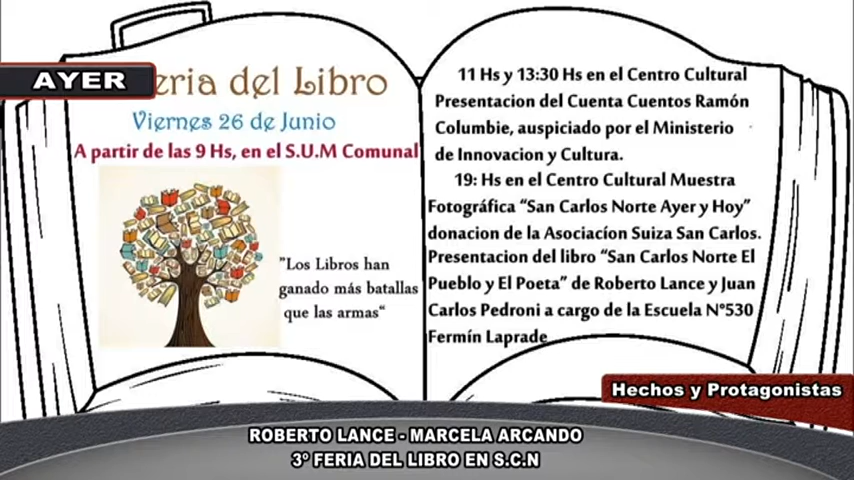 AYER
eria del Libro
Viernes 26 de Junio
A partir de las 9 Hs, en el S.U.M Comunal
"Los Libros han
ganado más batallas
que las armas"
11 Hs y 13:30 Hs en el Centro Cultural
Presentacion del Cuenta Cuentos Ramón
Columbie, auspiciado por el Ministerio
de Innovacion y Cultura.
19: Hs en el Centro Cultural Muestra
Fotográfica "San Carlos Norte Ayer y Hoy"
donacion de la Asociacíon Suiza San Carlos.
Presentacion del libro "San Carlos Norte El
Pueblo y El Poeta" de Roberto Lance y Juan
Carlos Pedroni a cargo de la Escuela N°530
Fermín Laprade
Hechos y Protagonistas
ROBERTO LANCE - MARCELA ARCANDO
3º FERIA DEL LIBRO EN S.C.N